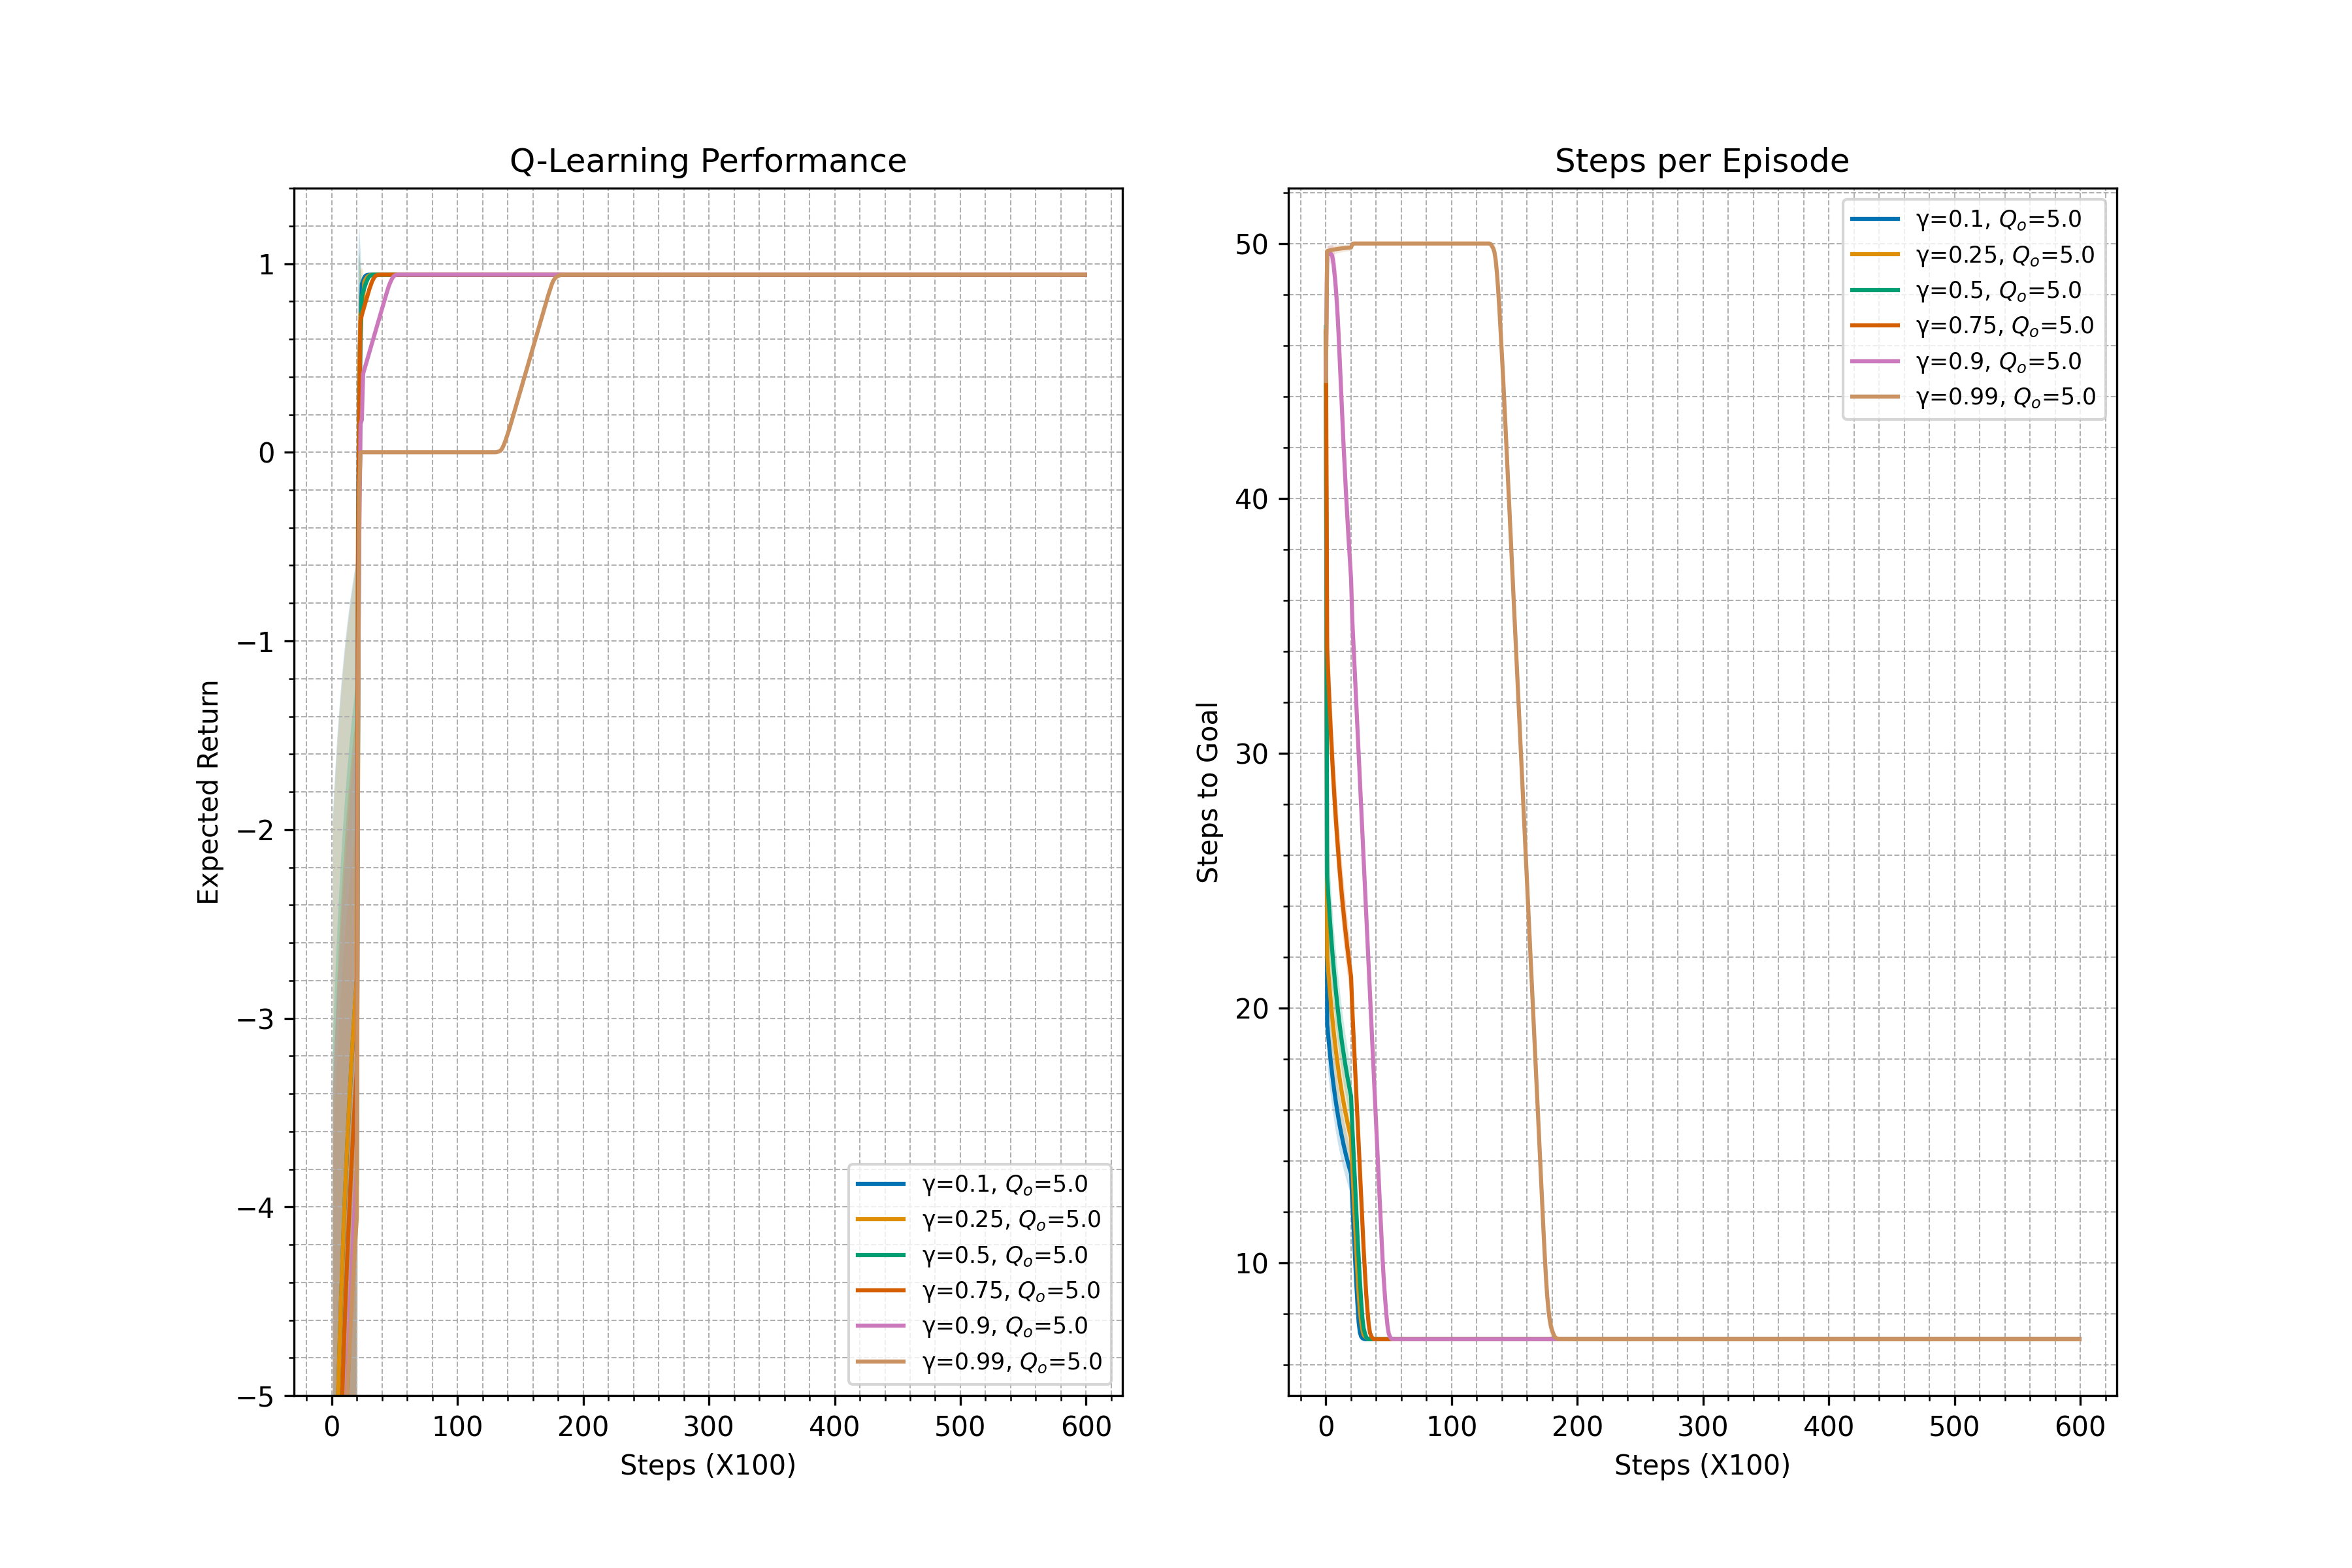 Q-Learning Performance
Expected Return
1
0
−1
−2
−3
−4
−5
0 100 200 300 400 500 600
Steps (X100)
γ=0.1, Qo=5.0
γ=0.25, Qo=5.0
γ=0.5, Qo=5.0
γ=0.75, Qo=5.0
γ=0.9, Qo=5.0
γ=0.99, Qo=5.0
Steps per Episode
Steps to Goal
50
40
30
20
10
0 100 200 300 400 500 600
Steps (X100)
γ=0.1, Qo=5.0
γ=0.25, Qo=5.0
γ=0.5, Qo=5.0
γ=0.75, Qo=5.0
γ=0.9, Qo=5.0
γ=0.99, Qo=5.0